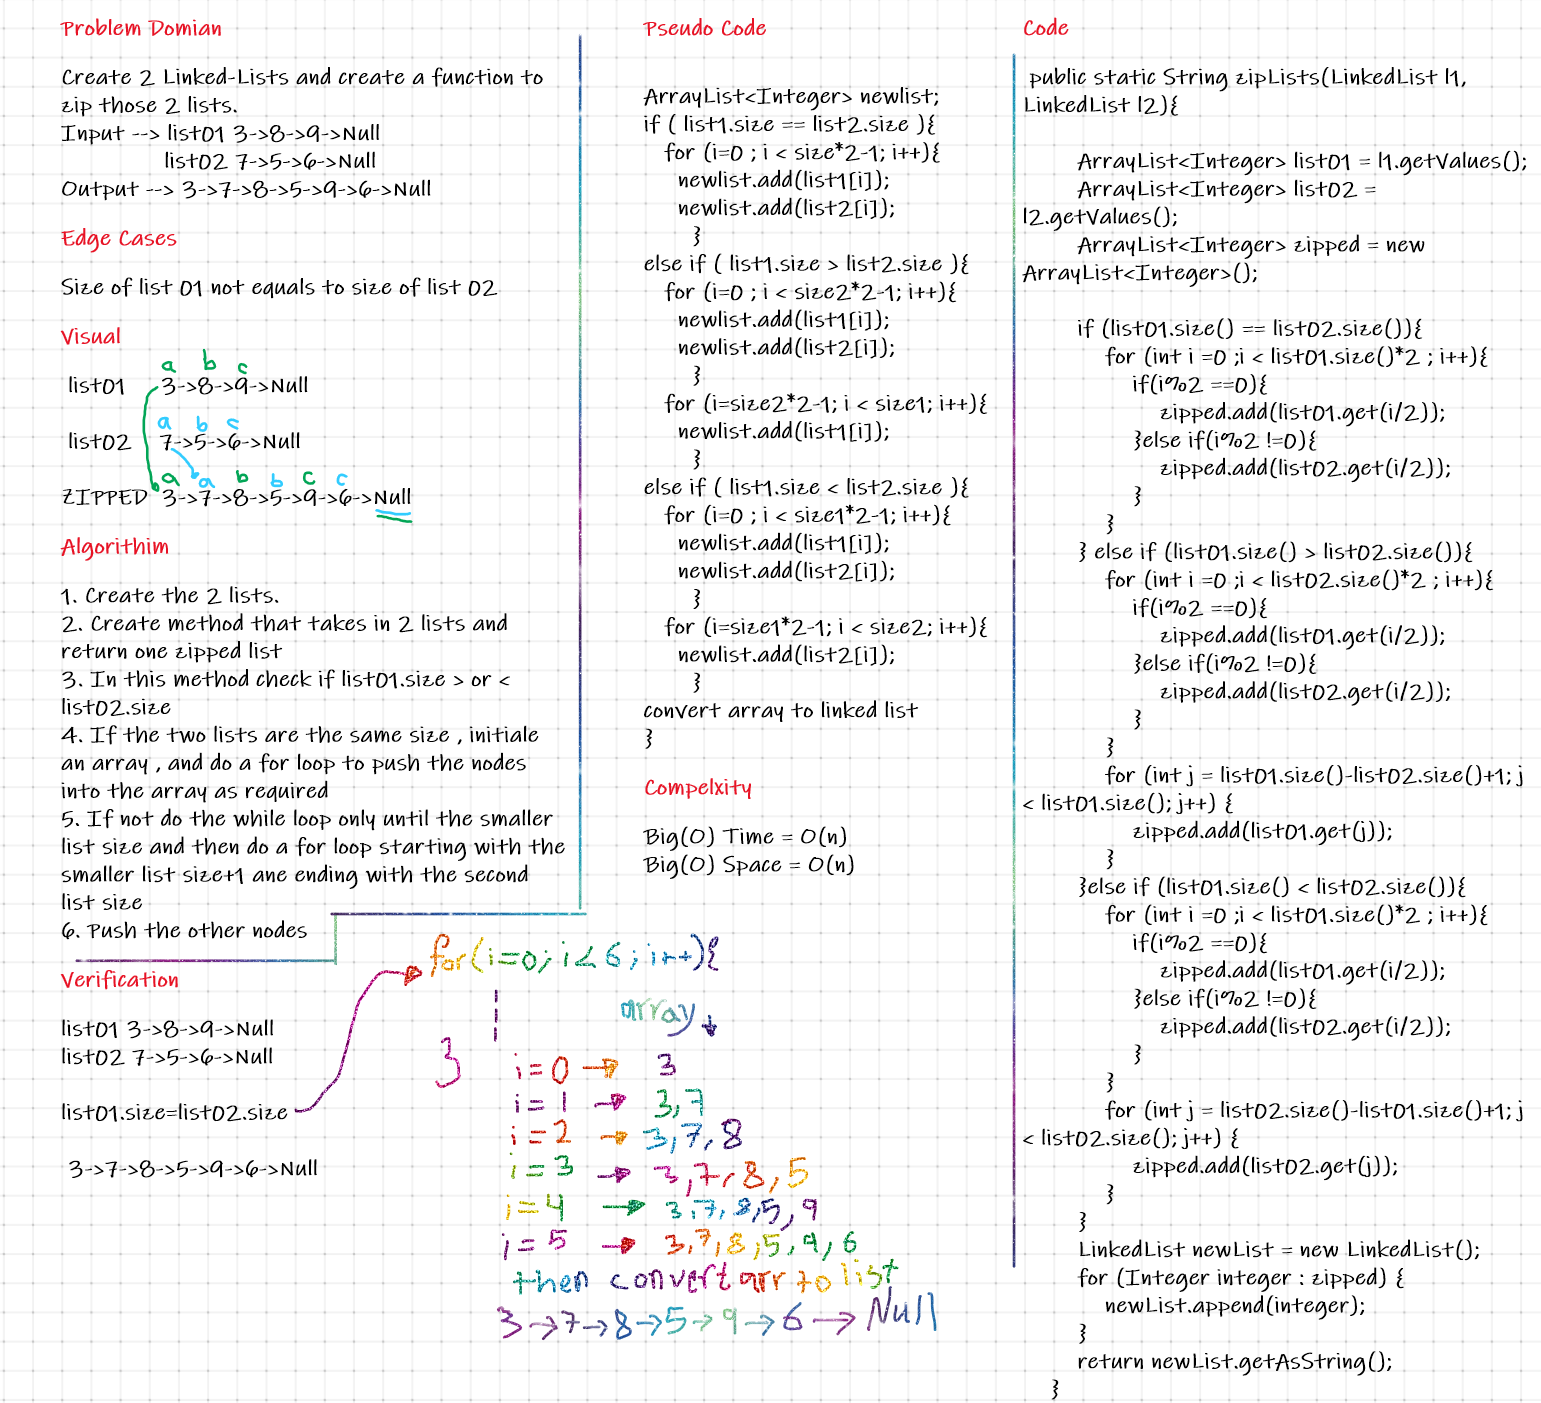 Problem Domian
Create 2 Linked-Lists and create a function to
zip those 2 lists.
Input --> list01 3->8->9->Null
list02 7->5->6->Null
Output --> 3->7->8->5->9->6->Null
Edge Cases
Size of list 01 not equals to size of list 02
Visual
a b c
list01 3->8->9->Null
a b c
list02 7->5->6->Null
a a b b c c
ZIPPED 3->7->8->5->9->6->Null
Algorithim
1. Create the 2 lists.
2. Create method that takes in 2 lists and
return one zipped list
3. In this method check if list01.size > or <
list02.size
4. If the two lists are the same size , initiale
an array , and do a for loop to push the nodes
into the array as required
5. If not do the while loop only until the smaller
list size and then do a for loop starting with the
smaller list size+1 ane ending with the second
list size
6. Push the other nodes
Verification
list01 3->8->9->Null
list02 7->5->6->Null
list01.size=list02.size
3->7->8->5->9->6->Null
for(i=0; i<6; i++){
array
3
i=0 → 3
i=1 → 3,7
i=2 → 3,7,8
i=3 → 3,7,8,5
i=4 → 3,7,8,5,9
i=5 → 3,7,8,5,9,6
then convert arr to list
3→7→8→5→9→6→Null
Pseudo Code
ArrayList<Integer> newlist;
if ( list1.size == list2.size ){
for (i=0 ; i < size*2-1; i++){
newlist.add(list1[i]);
newlist.add(list2[i]);
}
else if ( list1.size > list2.size ){
for (i=0 ; i < size2*2-1; i++){
newlist.add(list1[i]);
newlist.add(list2[i]);
}
for (i=size2*2-1; i < size1; i++){
newlist.add(list1[i]);
}
else if ( list1.size < list2.size ){
for (i=0 ; i < size1*2-1; i++){
newlist.add(list1[i]);
newlist.add(list2[i]);
}
for (i=size1*2-1; i < size2; i++){
newlist.add(list2[i]);
}
convert array to linked list
}
Compelxity
Big(O) Time = O(n)
Big(O) Space = O(n)
Code
public static String zipLists(LinkedList l1,
LinkedList l2){
ArrayList<Integer> list01 = l1.getValues();
ArrayList<Integer> list02 =
l2.getValues();
ArrayList<Integer> zipped = new
ArrayList<Integer>();
if (list01.size() == list02.size()){
for (int i =0 ;i < list01.size()*2 ; i++){
if(i%2 ==0){
zipped.add(list01.get(i/2));
}else if(i%2 !=0){
zipped.add(list02.get(i/2));
}
}
} else if (list01.size() > list02.size()){
for (int i =0 ;i < list02.size()*2 ; i++){
if(i%2 ==0){
zipped.add(list01.get(i/2));
}else if(i%2 !=0){
zipped.add(list02.get(i/2));
}
}
for (int j = list01.size()-list02.size()+1; j
< list01.size(); j++) {
zipped.add(list01.get(j));
}
}else if (list01.size() < list02.size()){
for (int i =0 ;i < list01.size()*2 ; i++){
if(i%2 ==0){
zipped.add(list01.get(i/2));
}else if(i%2 !=0){
zipped.add(list02.get(i/2));
}
}
for (int j = list02.size()-list01.size()+1; j
< list02.size(); j++) {
zipped.add(list02.get(j));
}
}
LinkedList newList = new LinkedList();
for (Integer integer : zipped) {
newList.append(integer);
}
return newList.getAsString();
}